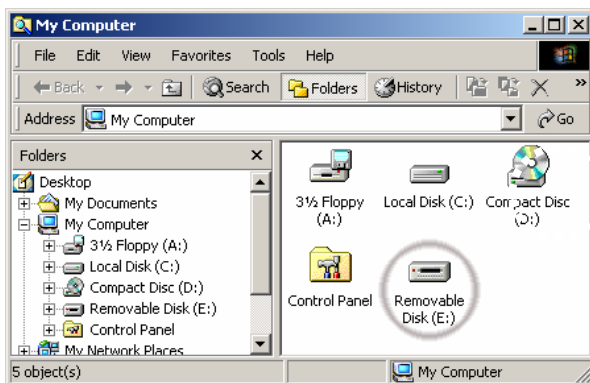 My Computer
File Edit View Favorites Tools Help
Back Search Folders History »
Address My Computer Go
Folders
Desktop
My Documents
My Computer
3½ Floppy (A:)
Local Disk (C:)
Compact Disc (D:)
Removable Disk (E:)
Control Panel
My Network Places
3½ Floppy (A:)
Local Disk (C:)
Compact Disc (D:)
Control Panel
Removable Disk (E:)
5 object(s) My Computer